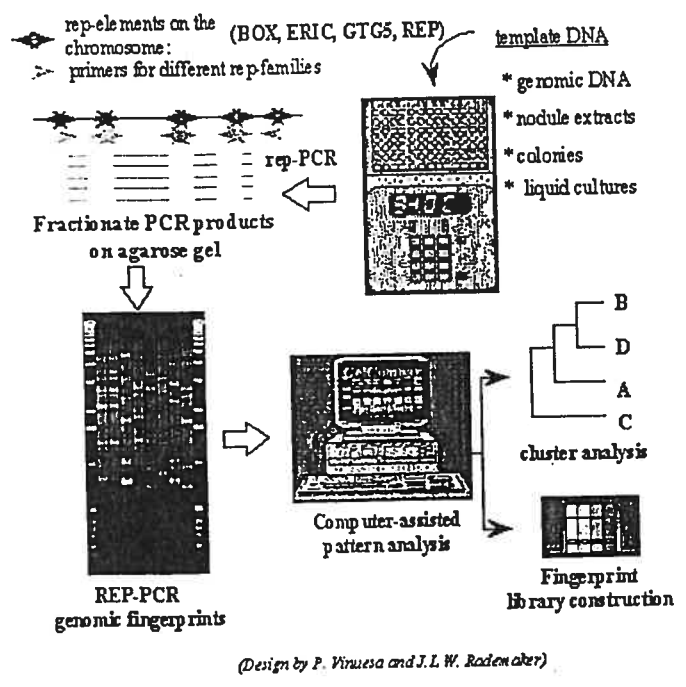 rep-elements on the
chromosome:
(BOX, ERIC, GTG5, REP)
primers for different rep-families
template DNA
* genomic DNA
* nodule extracts
* colonies
* liquid cultures
rep-PCR
Fractionate PCR products
on agarose gel
REP-PCR
genomic fingerprints
GelCompar
Computer-assisted
pattern analysis
B
D
A
C
cluster analysis
Fingerprint
library construction
(Design by P. Vinuesa and J.L.W. Rademaker)